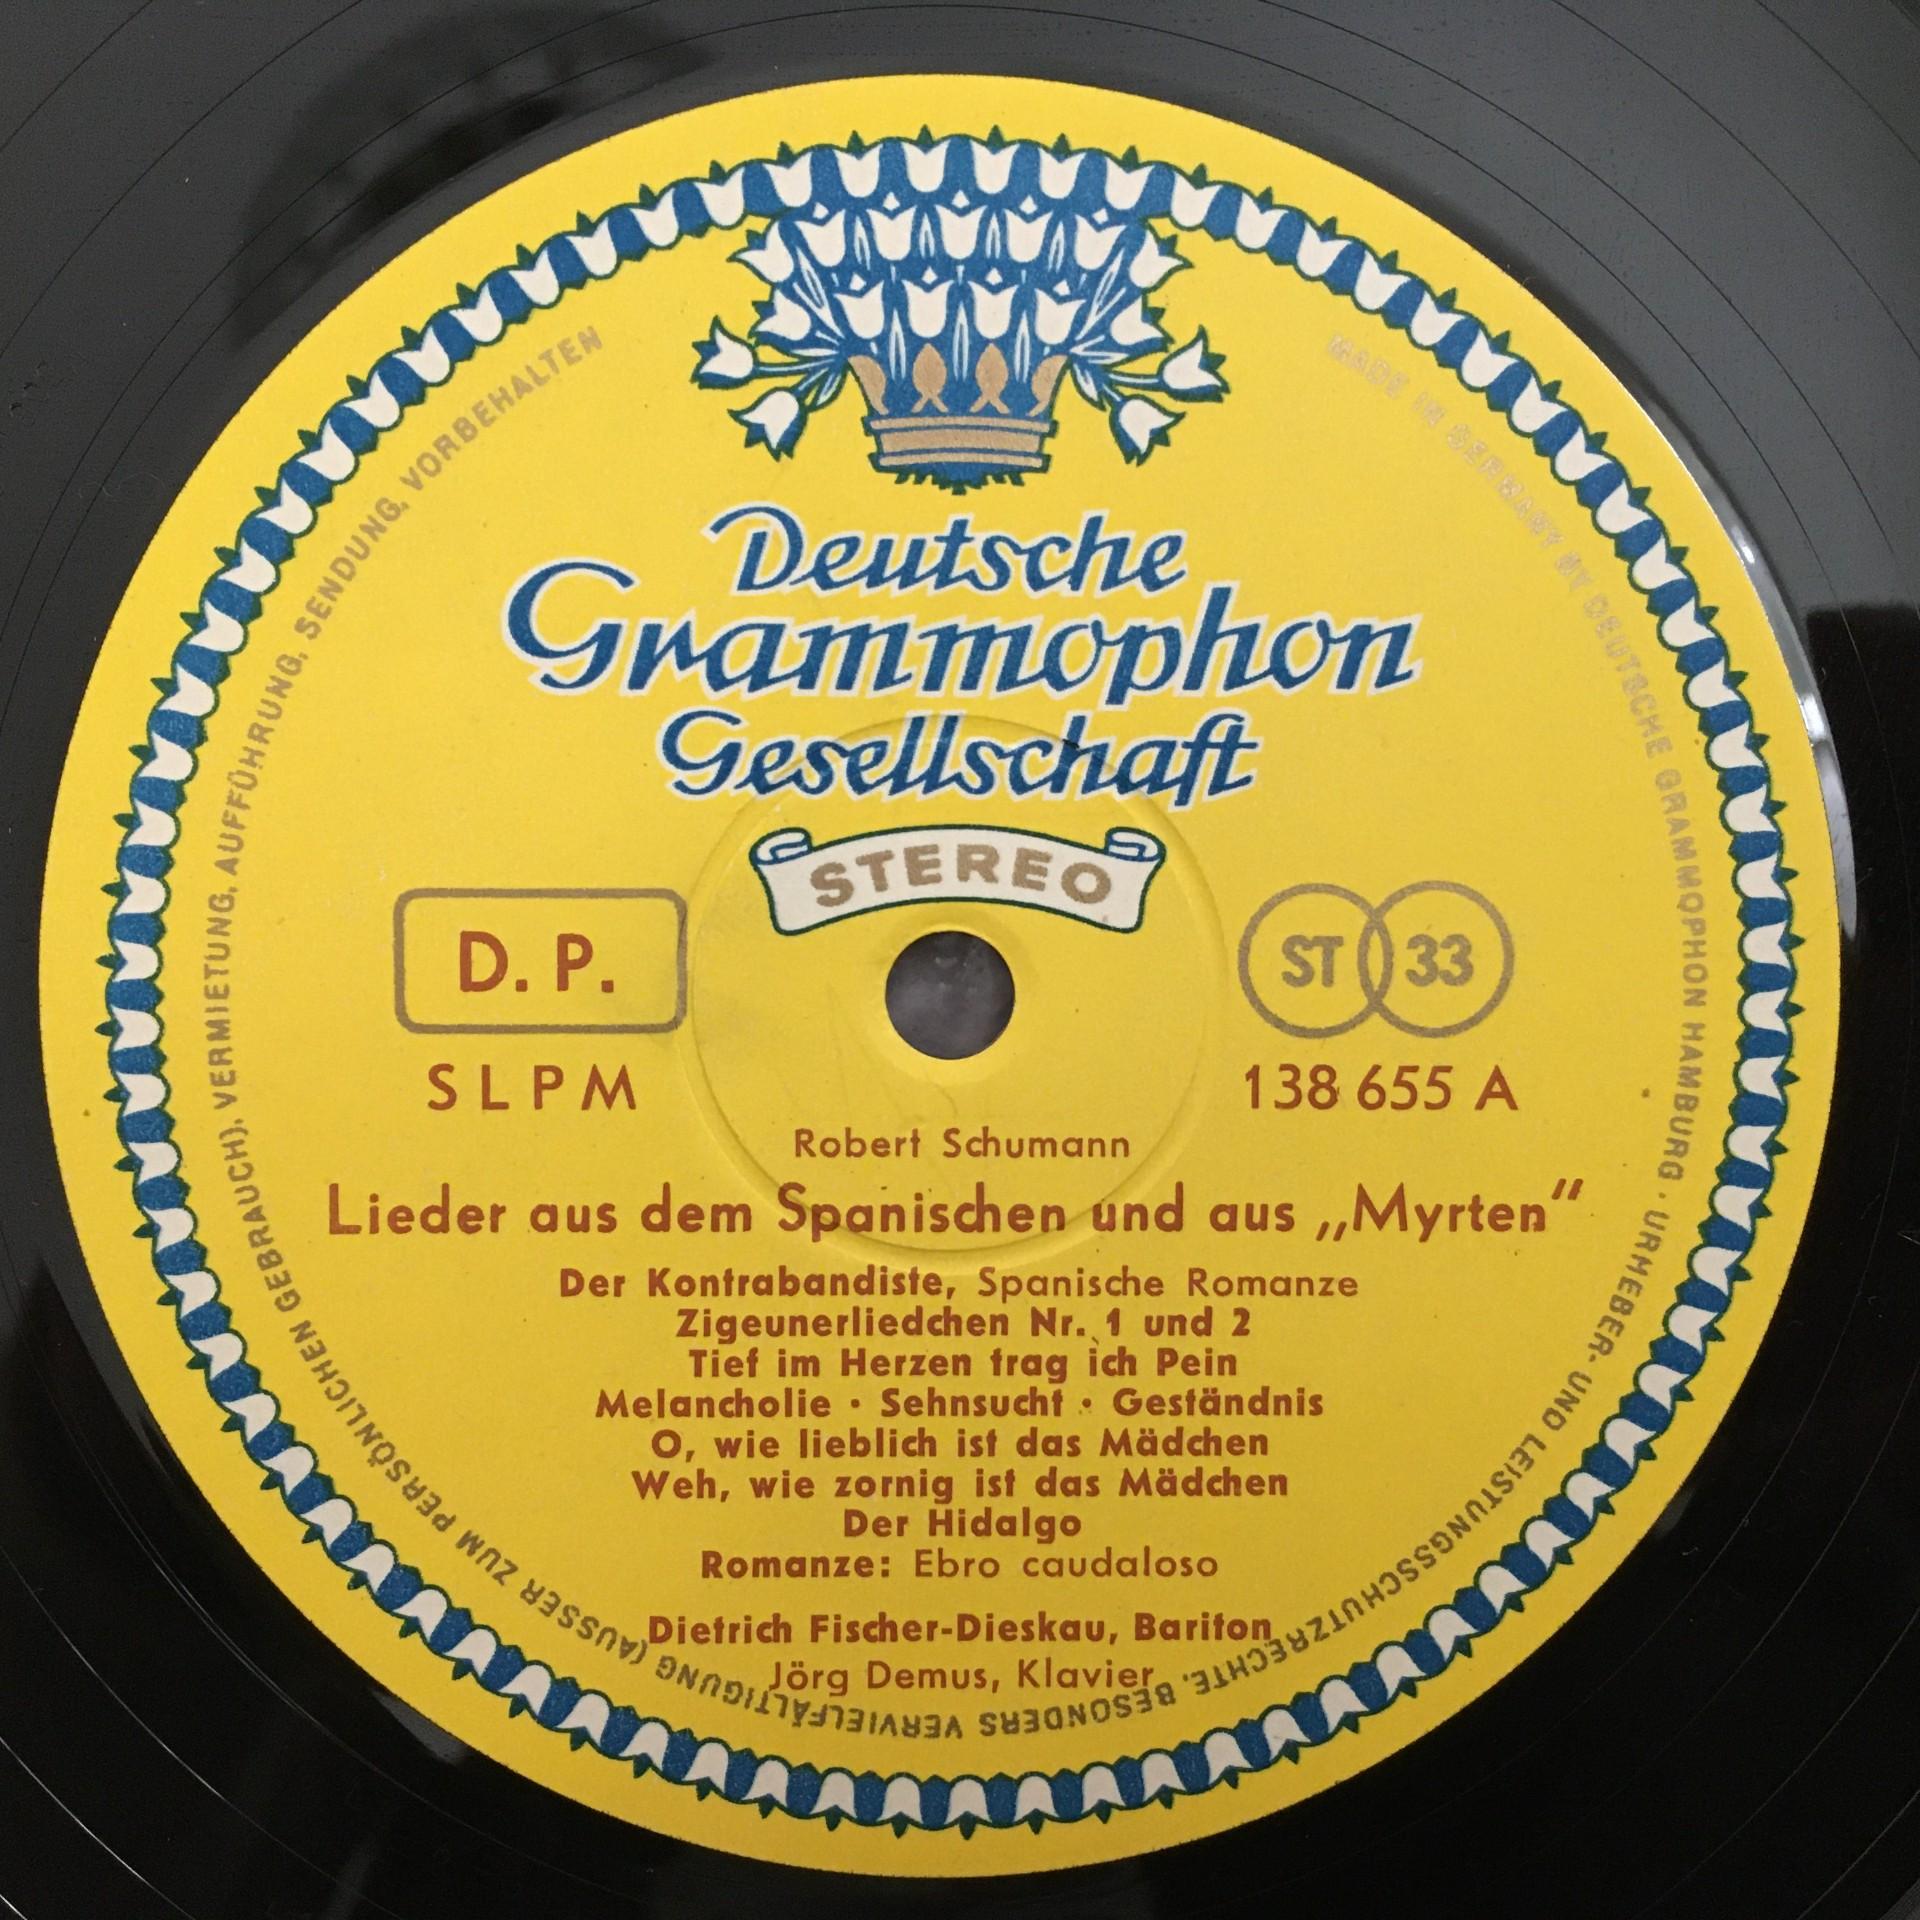 Deutsche
Grammophon
Gesellschaft
STEREO
D. P.
ST 33
SLPM
138 655 A
Robert Schumann
Lieder aus dem Spanischen und aus „Myrten“
Der Kontrabandiste, Spanische Romanze
Zigeunerliedchen Nr. 1 und 2
Tief im Herzen trag ich Pein
Melancholie · Sehnsucht · Geständnis
O, wie lieblich ist das Mädchen
Weh, wie zornig ist das Mädchen
Der Hidalgo
Romanze: Ebro caudaloso
Dietrich Fischer-Dieskau, Bariton
Jörg Demus, Klavier
MADE IN GERMANY BY DEUTSCHE GRAMMOPHON HAMBURG · URHEBER- UND LEISTUNGSSCHUTZRECHTE, BESONDERS VERVIELFÄLTIGUNG (AUSSER ZUM PERSÖNLICHEN GEBRAUCH), VERMIETUNG, AUFFÜHRUNG, SENDUNG, VORBEHALTEN